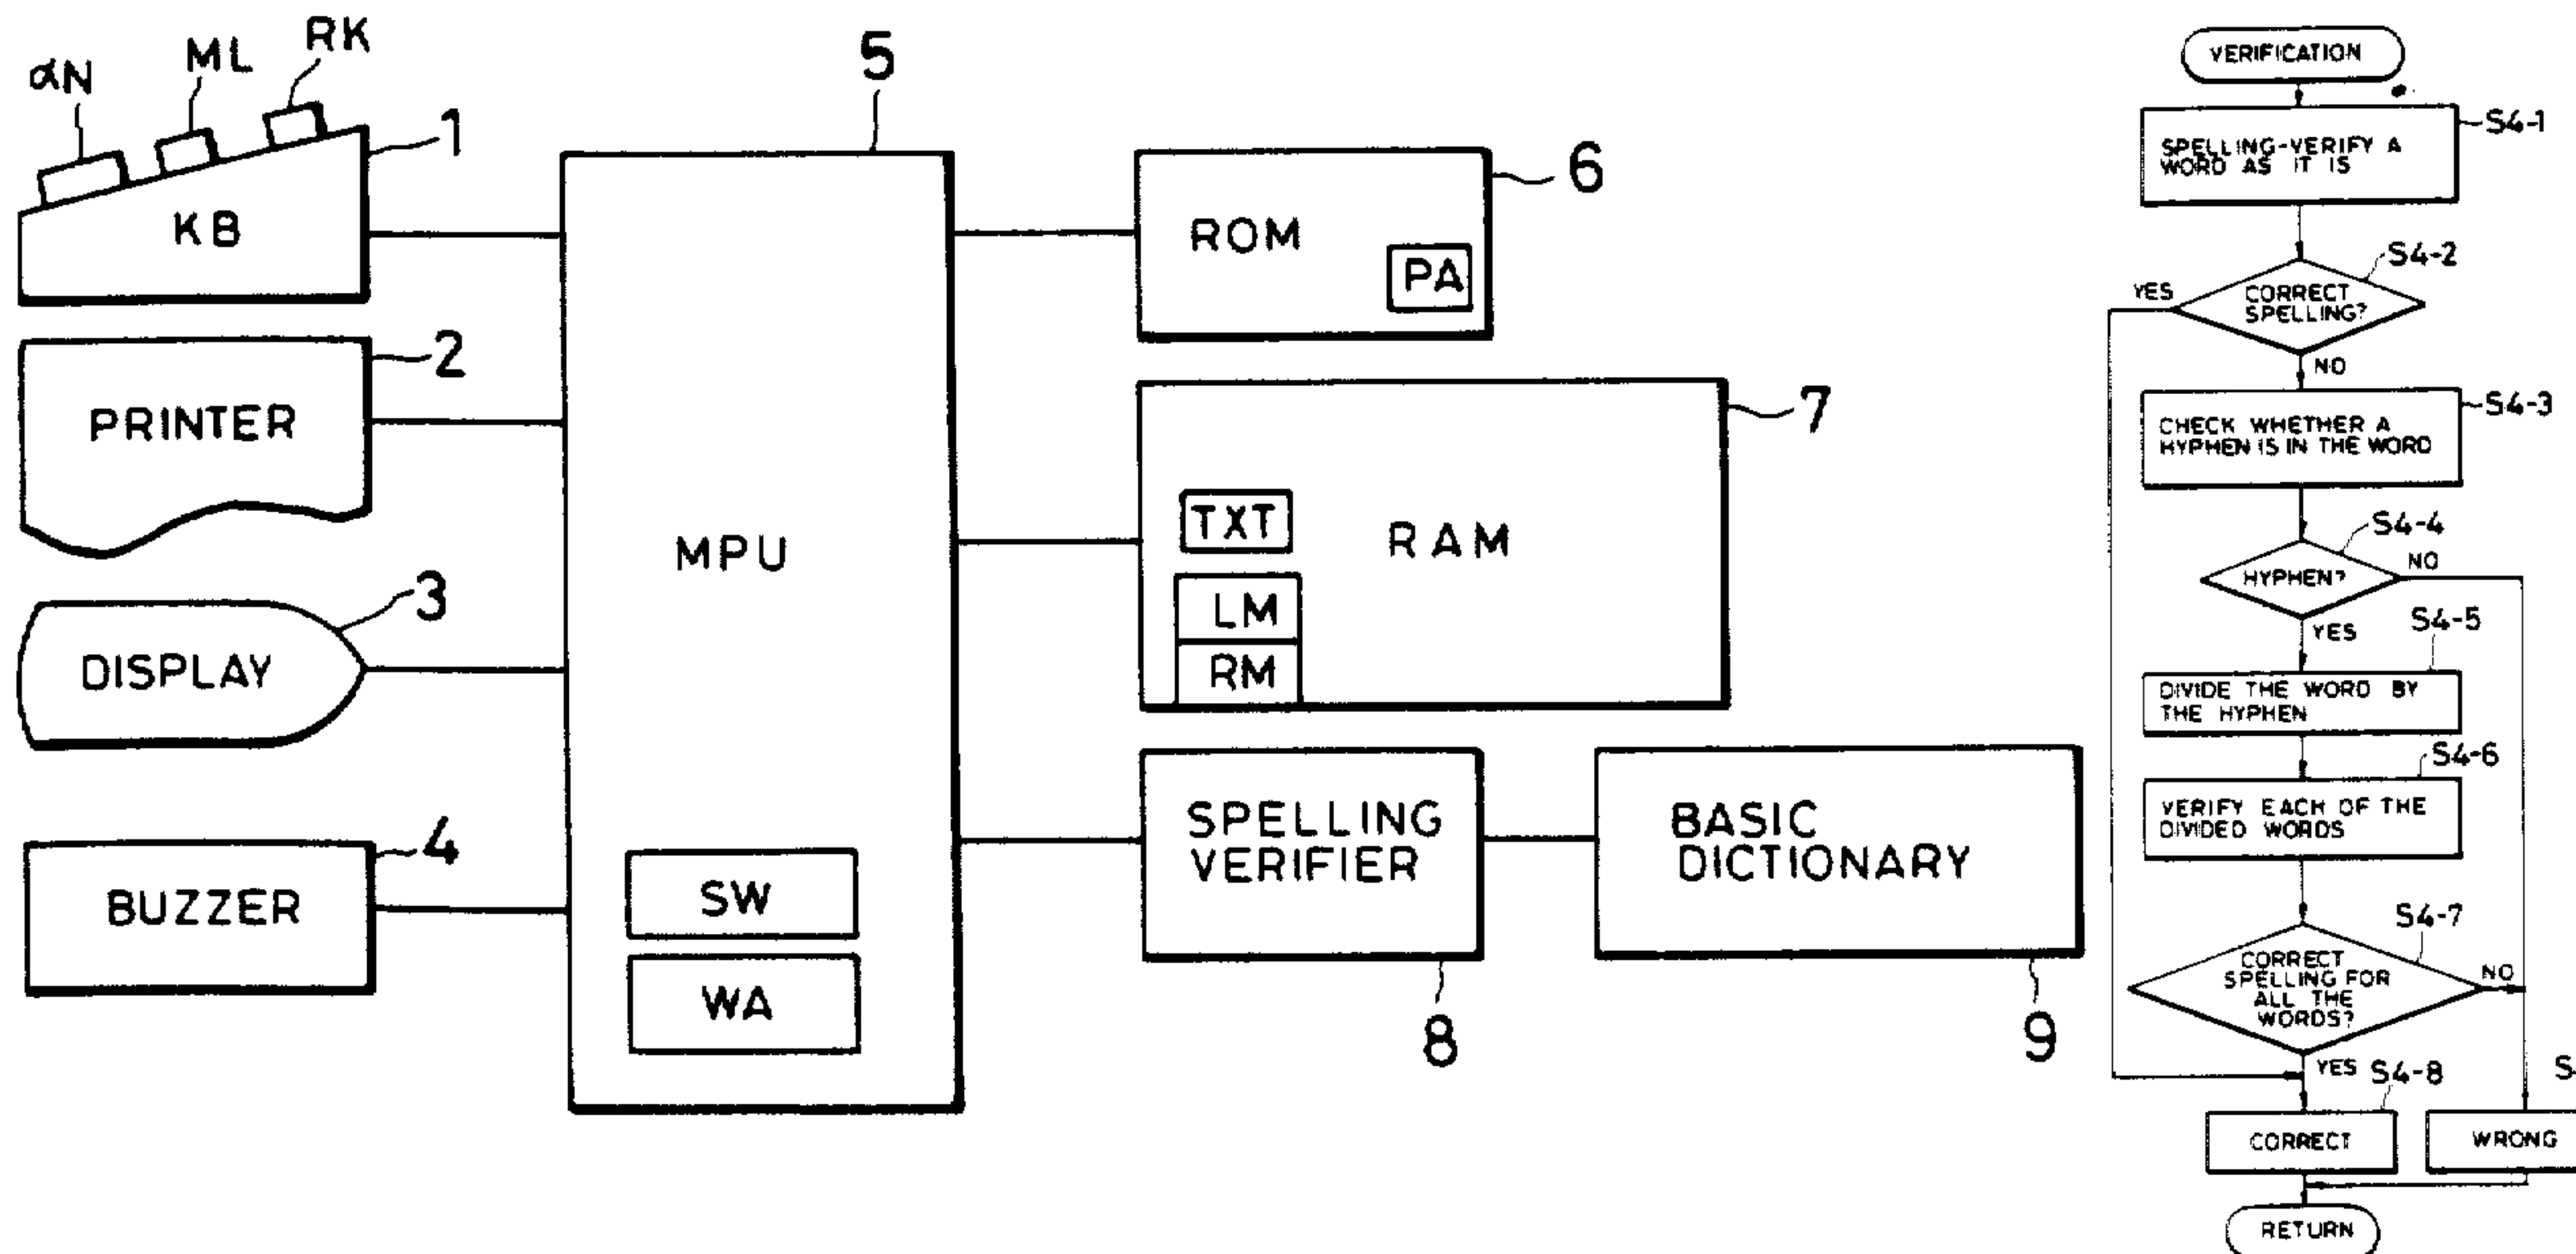 αN
ML
RK
1
KB
2
PRINTER
3
DISPLAY
4
BUZZER
5
MPU
SW
WA
6
ROM
PA
7
TXT
RAM
LM
RM
SPELLING
VERIFIER
8
BASIC
DICTIONARY
9
VERIFICATION
S4-1
SPELLING-VERIFY A
WORD AS IT IS
S4-2
YES
CORRECT
SPELLING?
NO
S4-3
CHECK WHETHER A
HYPHEN IS IN THE WORD
S4-4
HYPHEN?
NO
YES
S4-5
DIVIDE THE WORD BY
THE HYPHEN
S4-6
VERIFY EACH OF THE
DIVIDED WORDS
S4-7
CORRECT
SPELLING FOR
ALL THE
WORDS?
NO
YES
S4-8
CORRECT
WRONG
RETURN